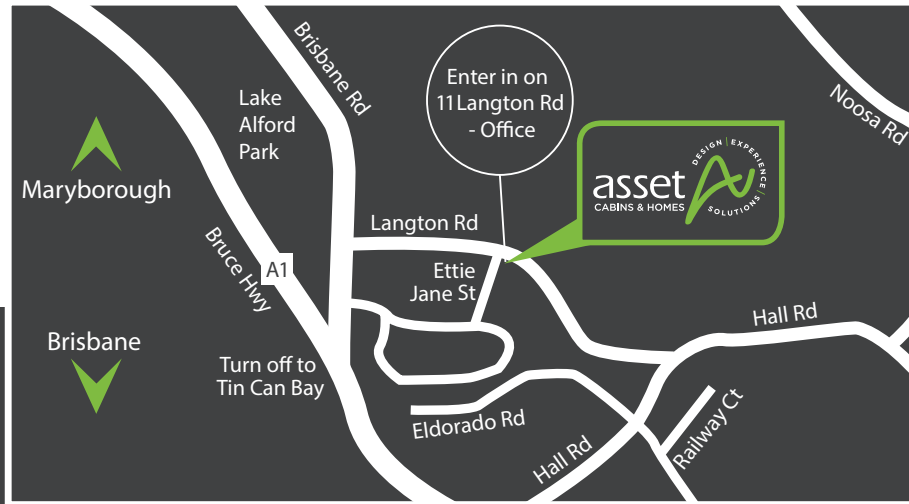 Brisbane Rd
Lake
Alford
Park
Enter in on
11Langton Rd
- Office
Noosa Rd
asset
CABINS & HOMES
DESIGN | EXPERIENCE | SOLUTIONS |
Maryborough
Langton Rd
Bruce Hwy
A1
Ettie
Jane St
Hall Rd
Brisbane
Turn off to
Tin Can Bay
Eldorado Rd
Hall Rd
Railway Ct